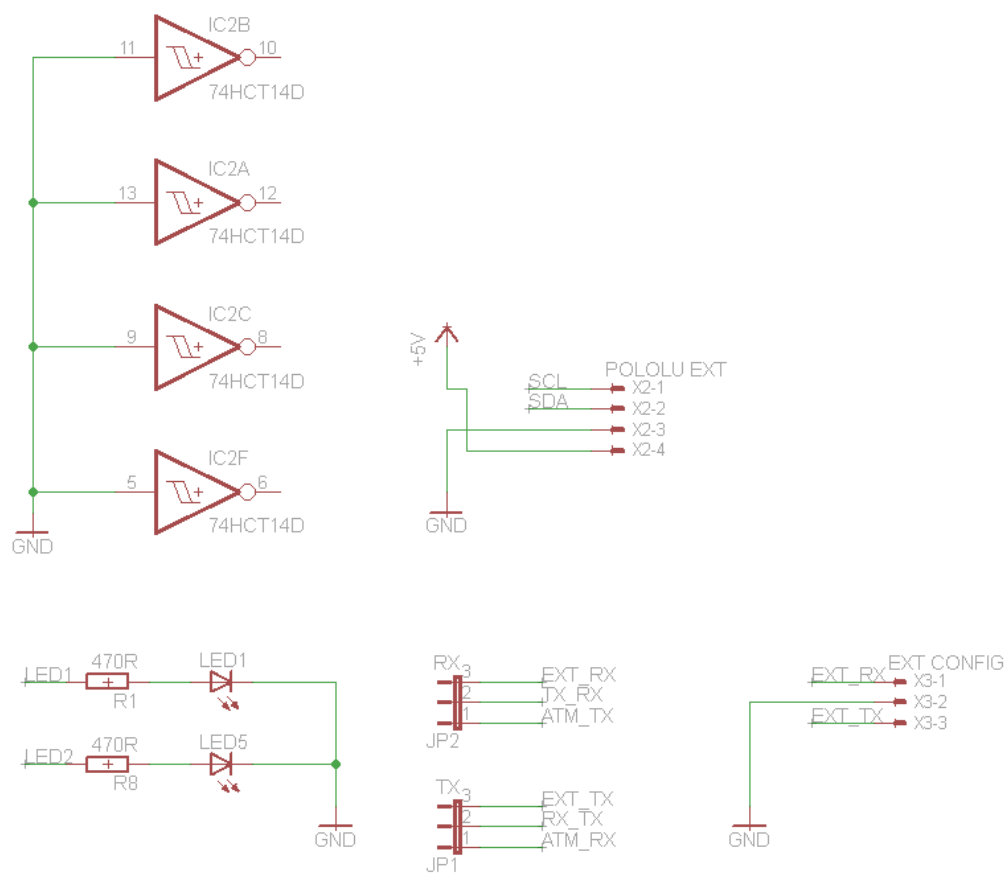 IC2B
11
10
74HCT14D
IC2A
13
12
74HCT14D
IC2C
9
8
74HCT14D
IC2F
5
6
74HCT14D
GND
+5V
POLOLU EXT
SCL
X2-1
SDA
X2-2
X2-3
X2-4
GND
470R
LED1
LED1
R1
470R
LED5
LED2
R8
GND
RX
3
EXT_RX
2
TX_RX
1
ATM_TX
JP2
TX
3
EXT_TX
2
RX_TX
1
ATM_RX
JP1
EXT CONFIG
EXT_RX
X3-1
X3-2
EXT_TX
X3-3
GND